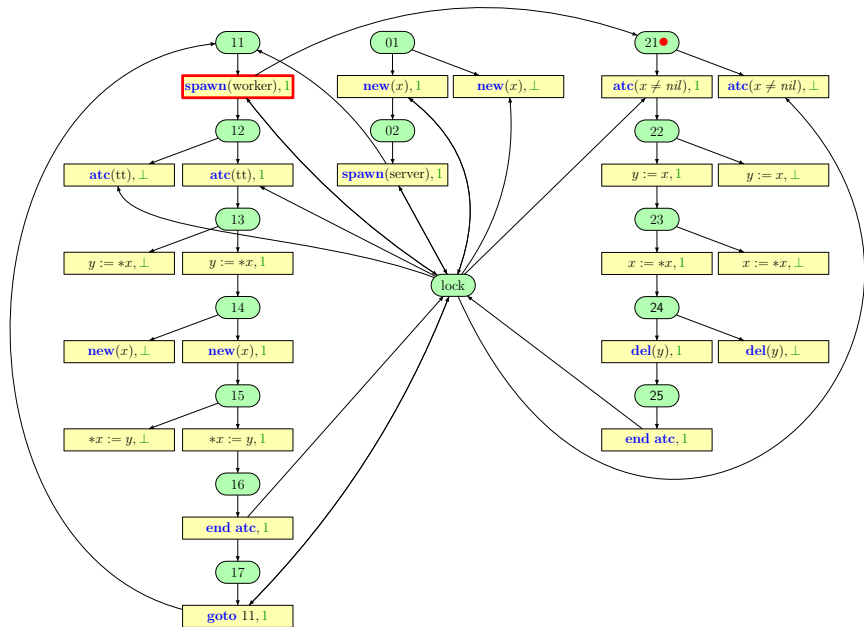 11 01 21
spawn(worker), 1 new(x), 1 new(x), ⊥ atc(x ≠ nil), 1 atc(x ≠ nil), ⊥
12 02 22
atc(tt), ⊥ atc(tt), 1 spawn(server), 1 y := x, 1 y := x, ⊥
13 23
y := ∗x, ⊥ y := ∗x, 1 x := ∗x, 1 x := ∗x, ⊥
lock
14 24
new(x), ⊥ new(x), 1 del(y), 1 del(y), ⊥
15 25
∗x := y, ⊥ ∗x := y, 1 end atc, 1
16
end atc, 1
17
goto 11, 1